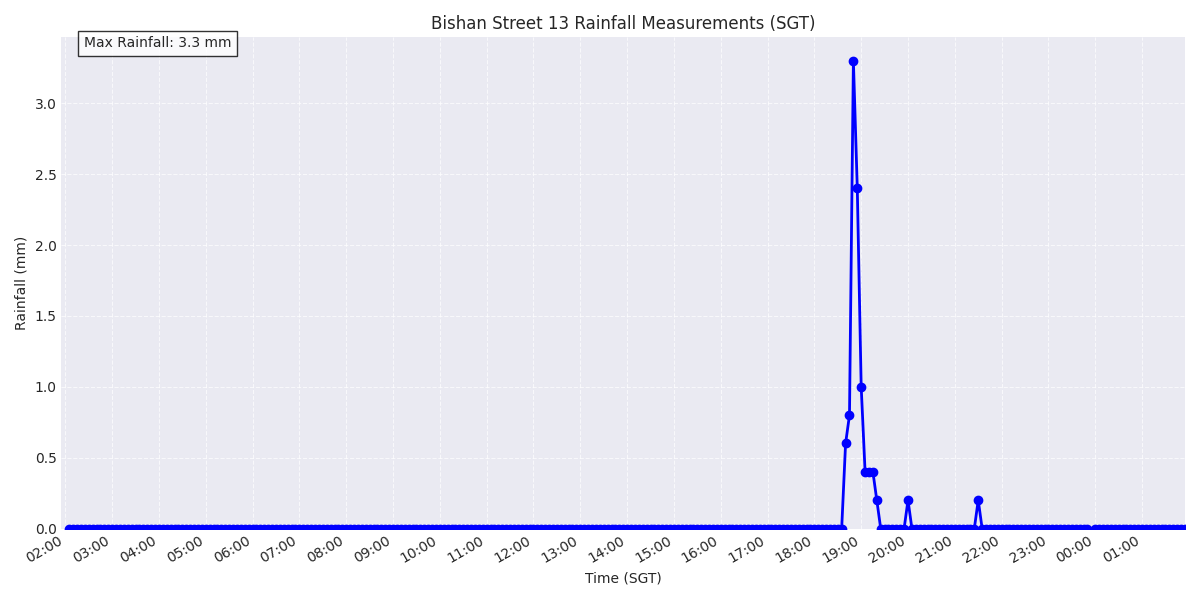 Bishan Street 13 Rainfall Measurements (SGT)
Max Rainfall: 3.3 mm
Rainfall (mm)
3.0
2.5
2.0
1.5
1.0
0.5
0.0
02:00 03:00 04:00 05:00 06:00 07:00 08:00 09:00 10:00 11:00 12:00 13:00 14:00 15:00 16:00 17:00 18:00 19:00 20:00 21:00 22:00 23:00 00:00 01:00
Time (SGT)